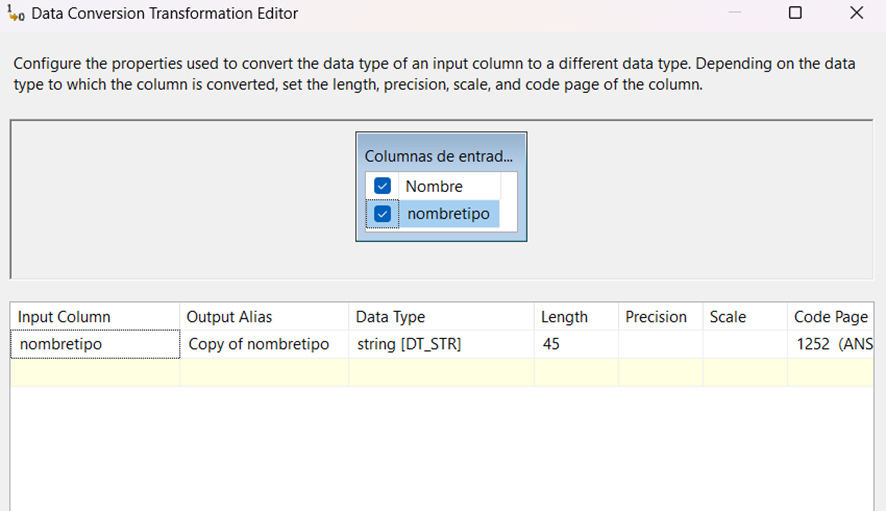 Data Conversion Transformation Editor
Configure the properties used to convert the data type of an input column to a different data type. Depending on the data
type to which the column is converted, set the length, precision, scale, and code page of the column.
Columnas de entrad...
Nombre
nombretipo
Input Column Output Alias Data Type Length Precision Scale Code Page
nombretipo Copy of nombretipo string [DT_STR] 45 1252 (ANS